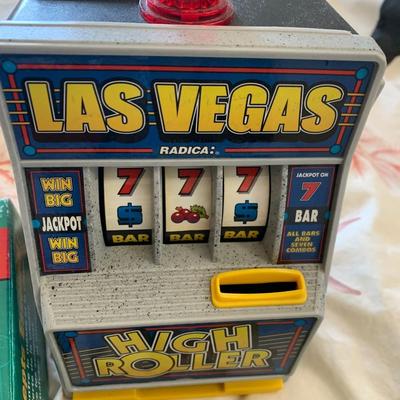 LAS VEGAS
RADICA:
WIN
BIG
JACKPOT
WIN
BIG
7 7 7
BAR BAR BAR
JACKPOT ON
7
BAR
ALL BARS
AND
SEVEN
COMBOS
HIGH
ROLLER